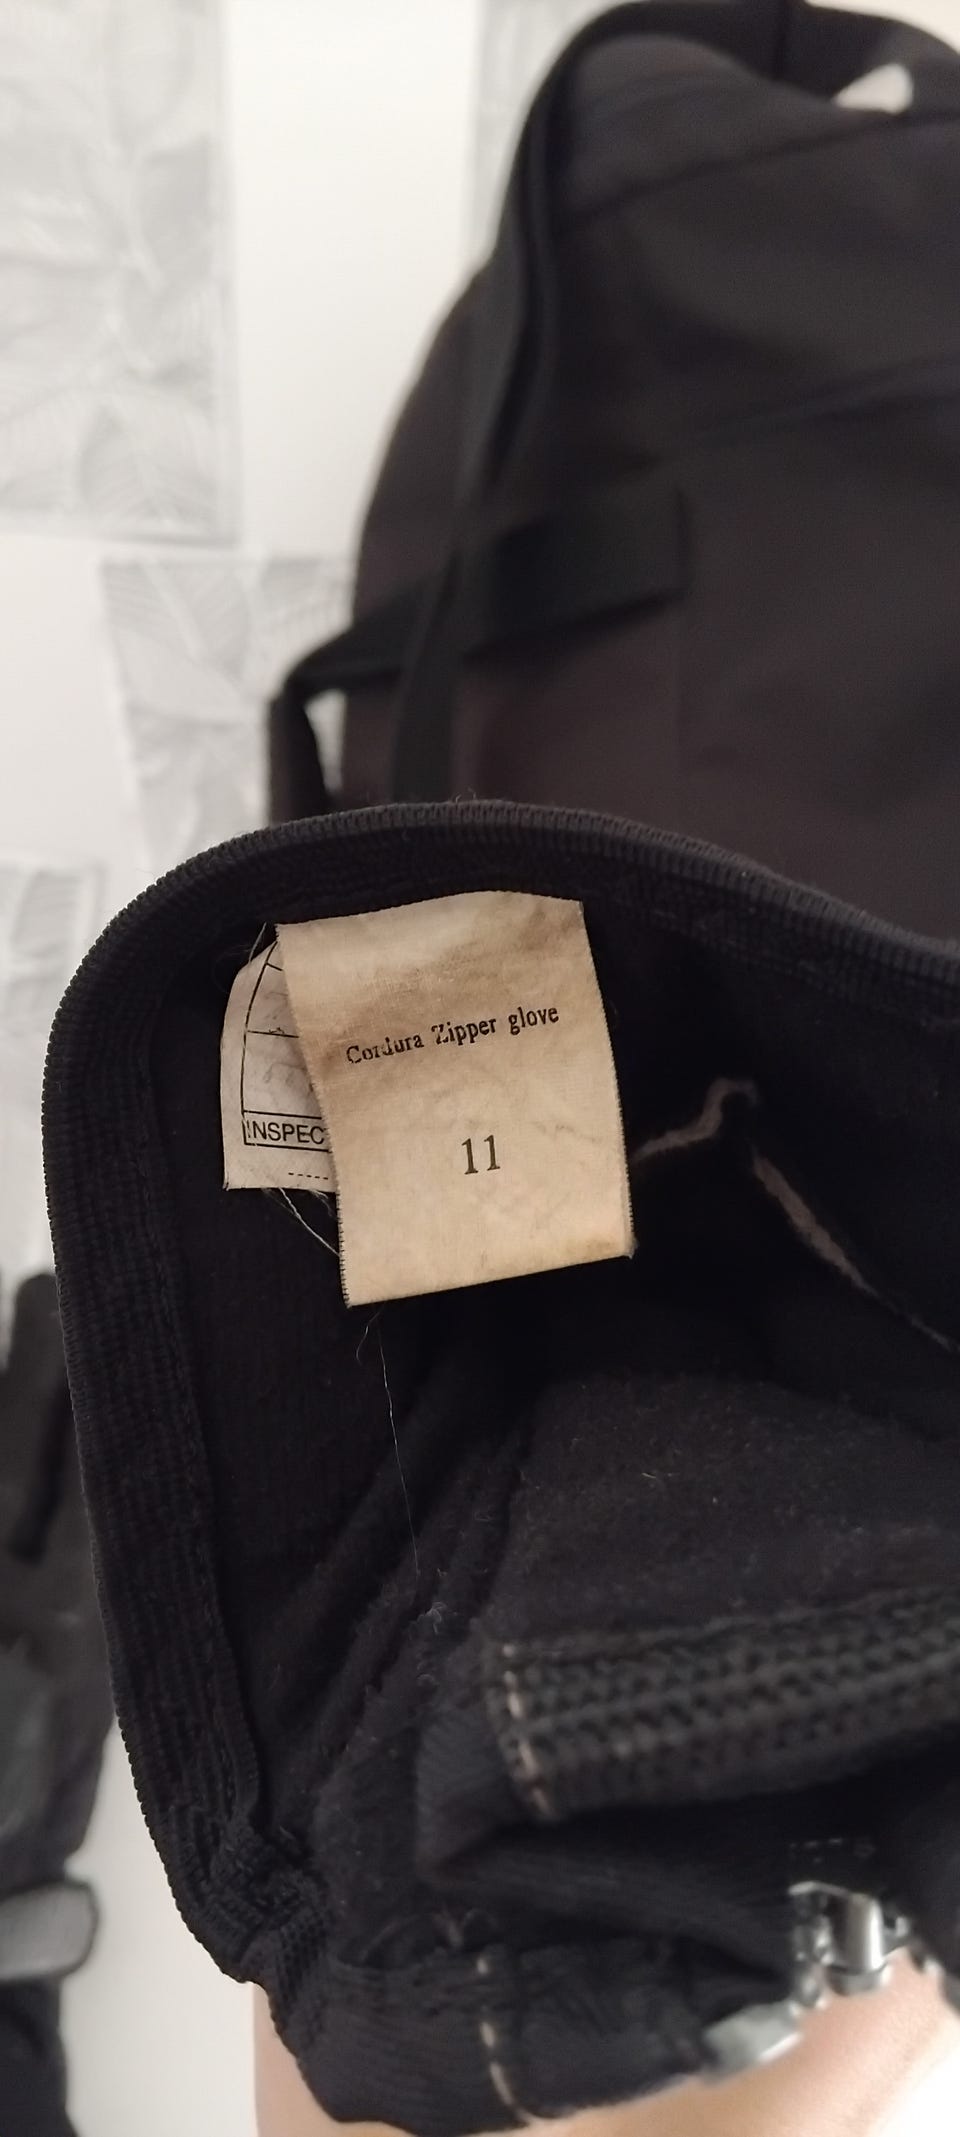 Cordura Zipper glove
11
INSPEC